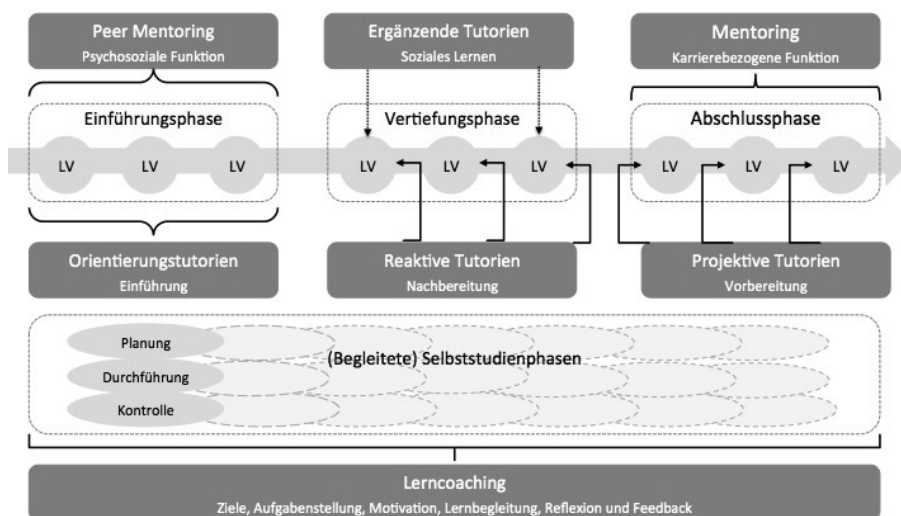 Peer Mentoring
Psychosoziale Funktion
Ergänzende Tutorien
Soziales Lernen
Mentoring
Karrierebezogene Funktion
Einführungsphase
Vertiefungsphase
Abschlussphase
LV
LV
LV
LV
LV
LV
LV
LV
LV
Orientierungstutorien
Einführung
Reaktive Tutorien
Nachbereitung
Projektive Tutorien
Vorbereitung
Planung
(Begleitete) Selbststudienphasen
Durchführung
Kontrolle
Lerncoaching
Ziele, Aufgabenstellung, Motivation, Lernbegleitung, Reflexion und Feedback